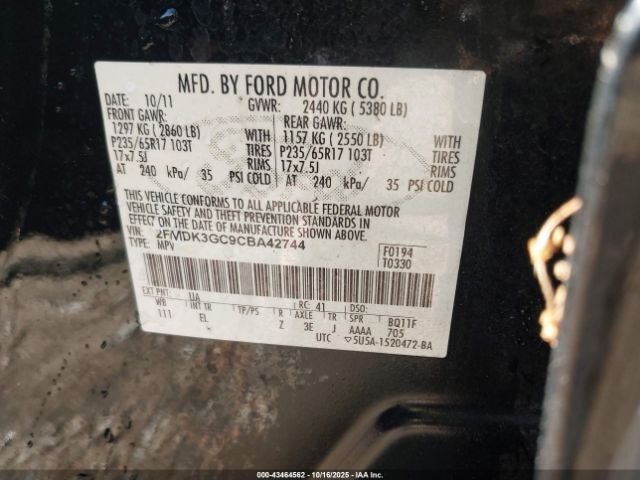 MFD. BY FORD MOTOR CO.
DATE: 10/11 GVWR: 2440 KG ( 5380 LB)
FRONT GAWR: REAR GAWR:
1297 KG ( 2860 LB) WITH 1157 KG ( 2550 LB) WITH
P235/65R17 103T TIRES P235/65R17 103T TIRES
17x7.5J RIMS 17x7.5J RIMS
AT 240 kPa/ 35 PSI COLD AT 240 kPa/ 35 PSI COLD
THIS VEHICLE CONFORMS TO ALL APPLICABLE FEDERAL MOTOR
VEHICLE SAFETY AND THEFT PREVENTION STANDARDS IN
EFFECT ON THE DATE OF MANUFACTURE SHOWN ABOVE.
VIN: 2FMDK3GC9CBA42744 F0194
TYPE: MPV T0330
UA RC: 41 DSO:
WB INT TR TP/PS R AXLE TR SPR BQ11F
111 EL Z 3E J AAAA 705
UTC ▽5U5A-1520472-BA
000-43464562 | 10/16/2025 | IAAI.com